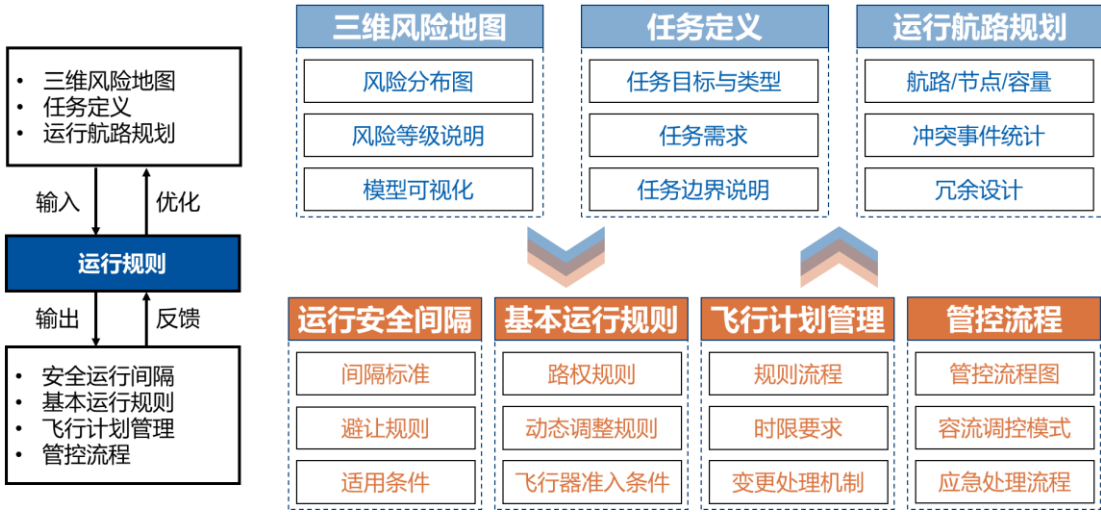 • 三维风险地图
• 任务定义
• 运行航路规划
输入
优化
运行规则
输出
反馈
• 安全运行间隔
• 基本运行规则
• 飞行计划管理
• 管控流程
三维风险地图
风险分布图
风险等级说明
模型可视化
任务定义
任务目标与类型
任务需求
任务边界说明
运行航路规划
航路/节点/容量
冲突事件统计
冗余设计
运行安全间隔
间隔标准
避让规则
适用条件
基本运行规则
路权规则
动态调整规则
飞行器准入条件
飞行计划管理
规则流程
时限要求
变更处理机制
管控流程
管控流程图
容流调控模式
应急处理流程